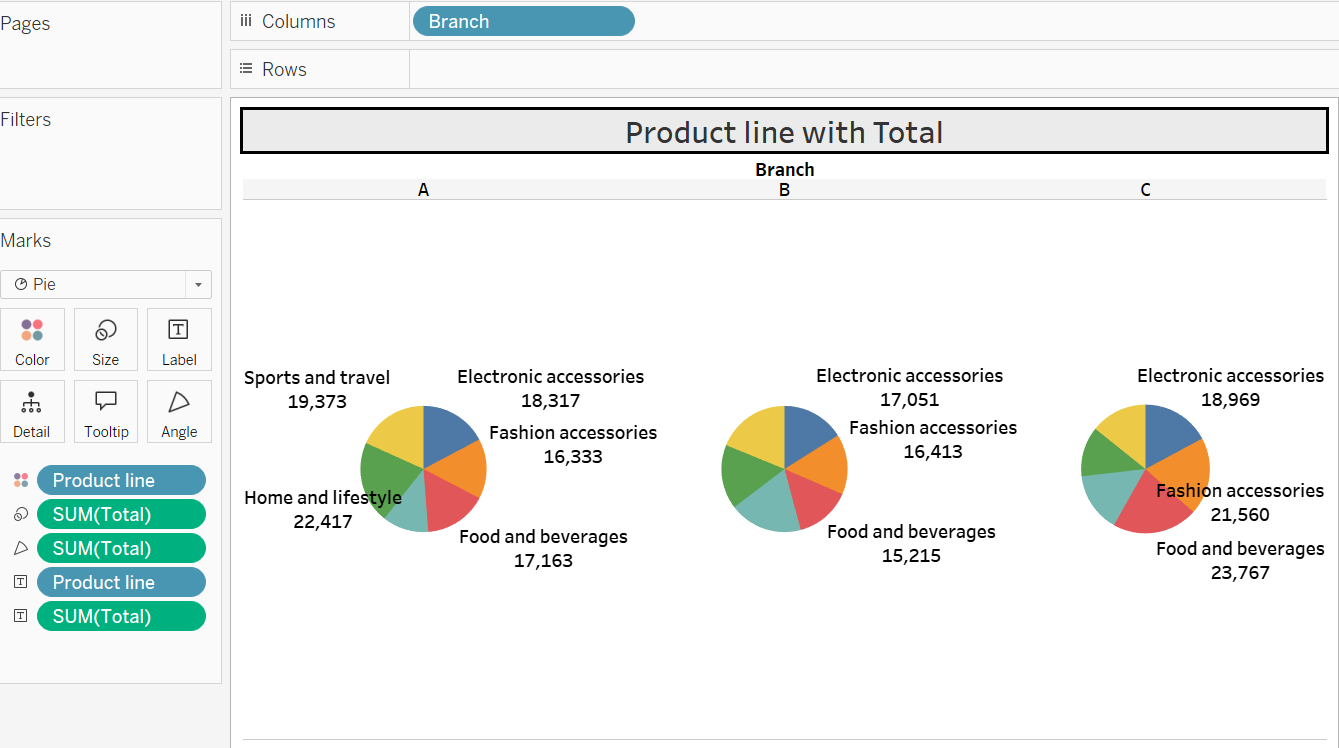 Pages
Columns
Branch
Rows
Filters
Product line with Total
Branch
A
B
C
Marks
Pie
Color
Size
Label
Detail
Tooltip
Angle
Product line
SUM(Total)
SUM(Total)
Product line
SUM(Total)
Sports and travel
19,373
Electronic accessories
18,317
Fashion accessories
16,333
Home and lifestyle
22,417
Food and beverages
17,163
Electronic accessories
17,051
Fashion accessories
16,413
Food and beverages
15,215
Electronic accessories
18,969
Fashion accessories
21,560
Food and beverages
23,767